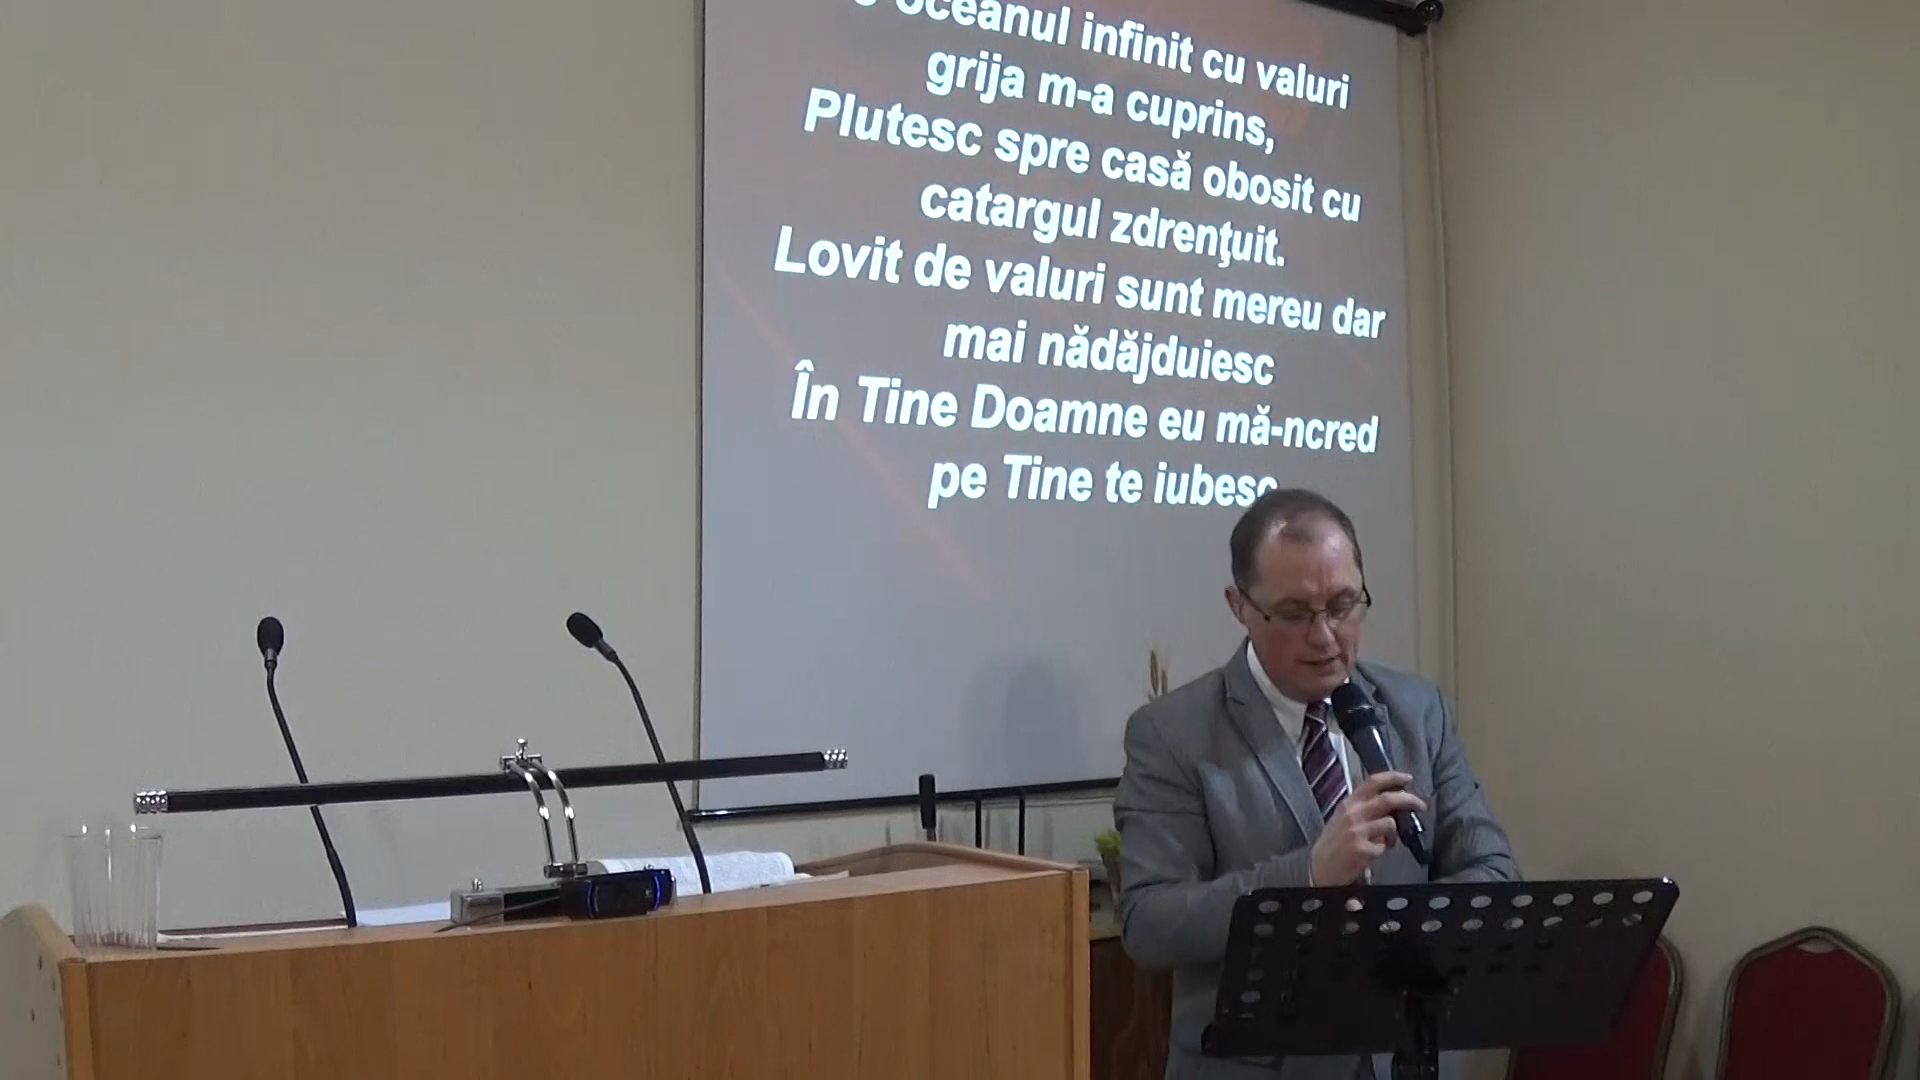 oceanul infinit cu valuri
grija m-a cuprins,
Plutesc spre casă obosit cu
catargul zdrenţuit.
Lovit de valuri sunt mereu dar
mai nădăjduiesc
În Tine Doamne eu mă-ncred
pe Tine te iubesc